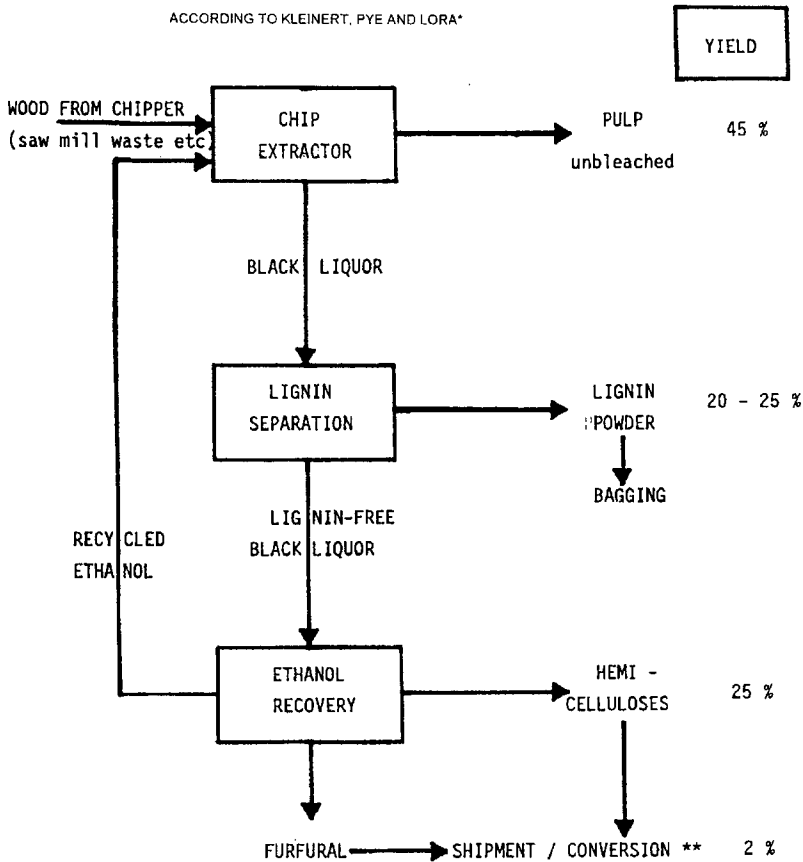 ACCORDING TO KLEINERT, PYE AND LORA*
YIELD
WOOD FROM CHIPPER
(saw mill waste etc)
CHIP
EXTRACTOR
PULP
unbleached
45 %
BLACK LIQUOR
LIGNIN
SEPARATION
LIGNIN
PPOWDER
20 - 25 %
BAGGING
LIGNIN-FREE
BLACK LIQUOR
RECYCLED
ETHANOL
ETHANOL
RECOVERY
HEMI -
CELLULOSES
25 %
FURFURAL
SHIPMENT / CONVERSION **
2 %